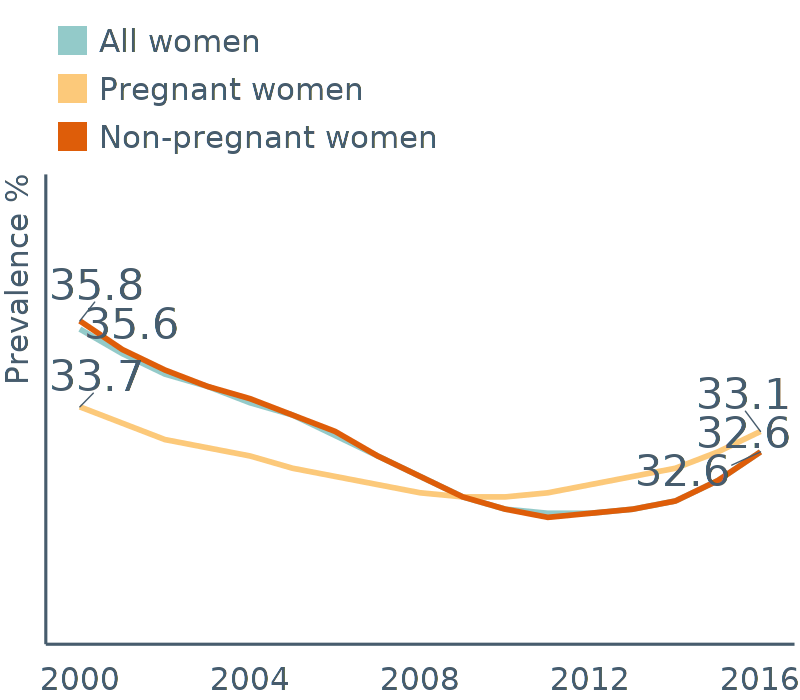 All women
Pregnant women
Non-pregnant women
Prevalence %
35.8
35.6
33.7
33.1
32.6
32.6
2000 2004 2008 2012 2016